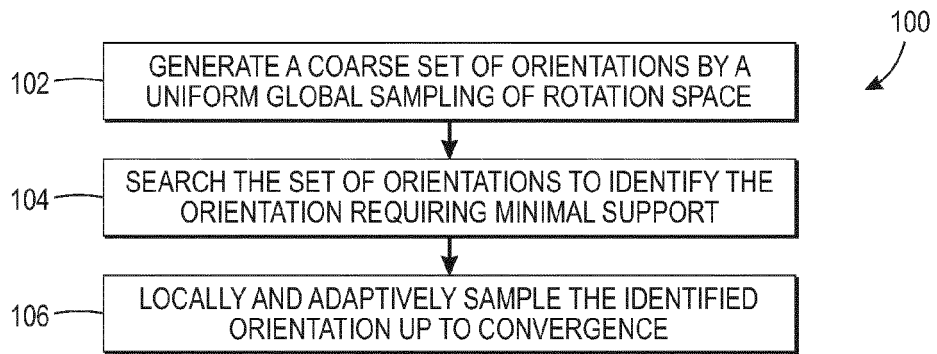 100
102
GENERATE A COARSE SET OF ORIENTATIONS BY A
UNIFORM GLOBAL SAMPLING OF ROTATION SPACE
104
SEARCH THE SET OF ORIENTATIONS TO IDENTIFY THE
ORIENTATION REQUIRING MINIMAL SUPPORT
106
LOCALLY AND ADAPTIVELY SAMPLE THE IDENTIFIED
ORIENTATION UP TO CONVERGENCE